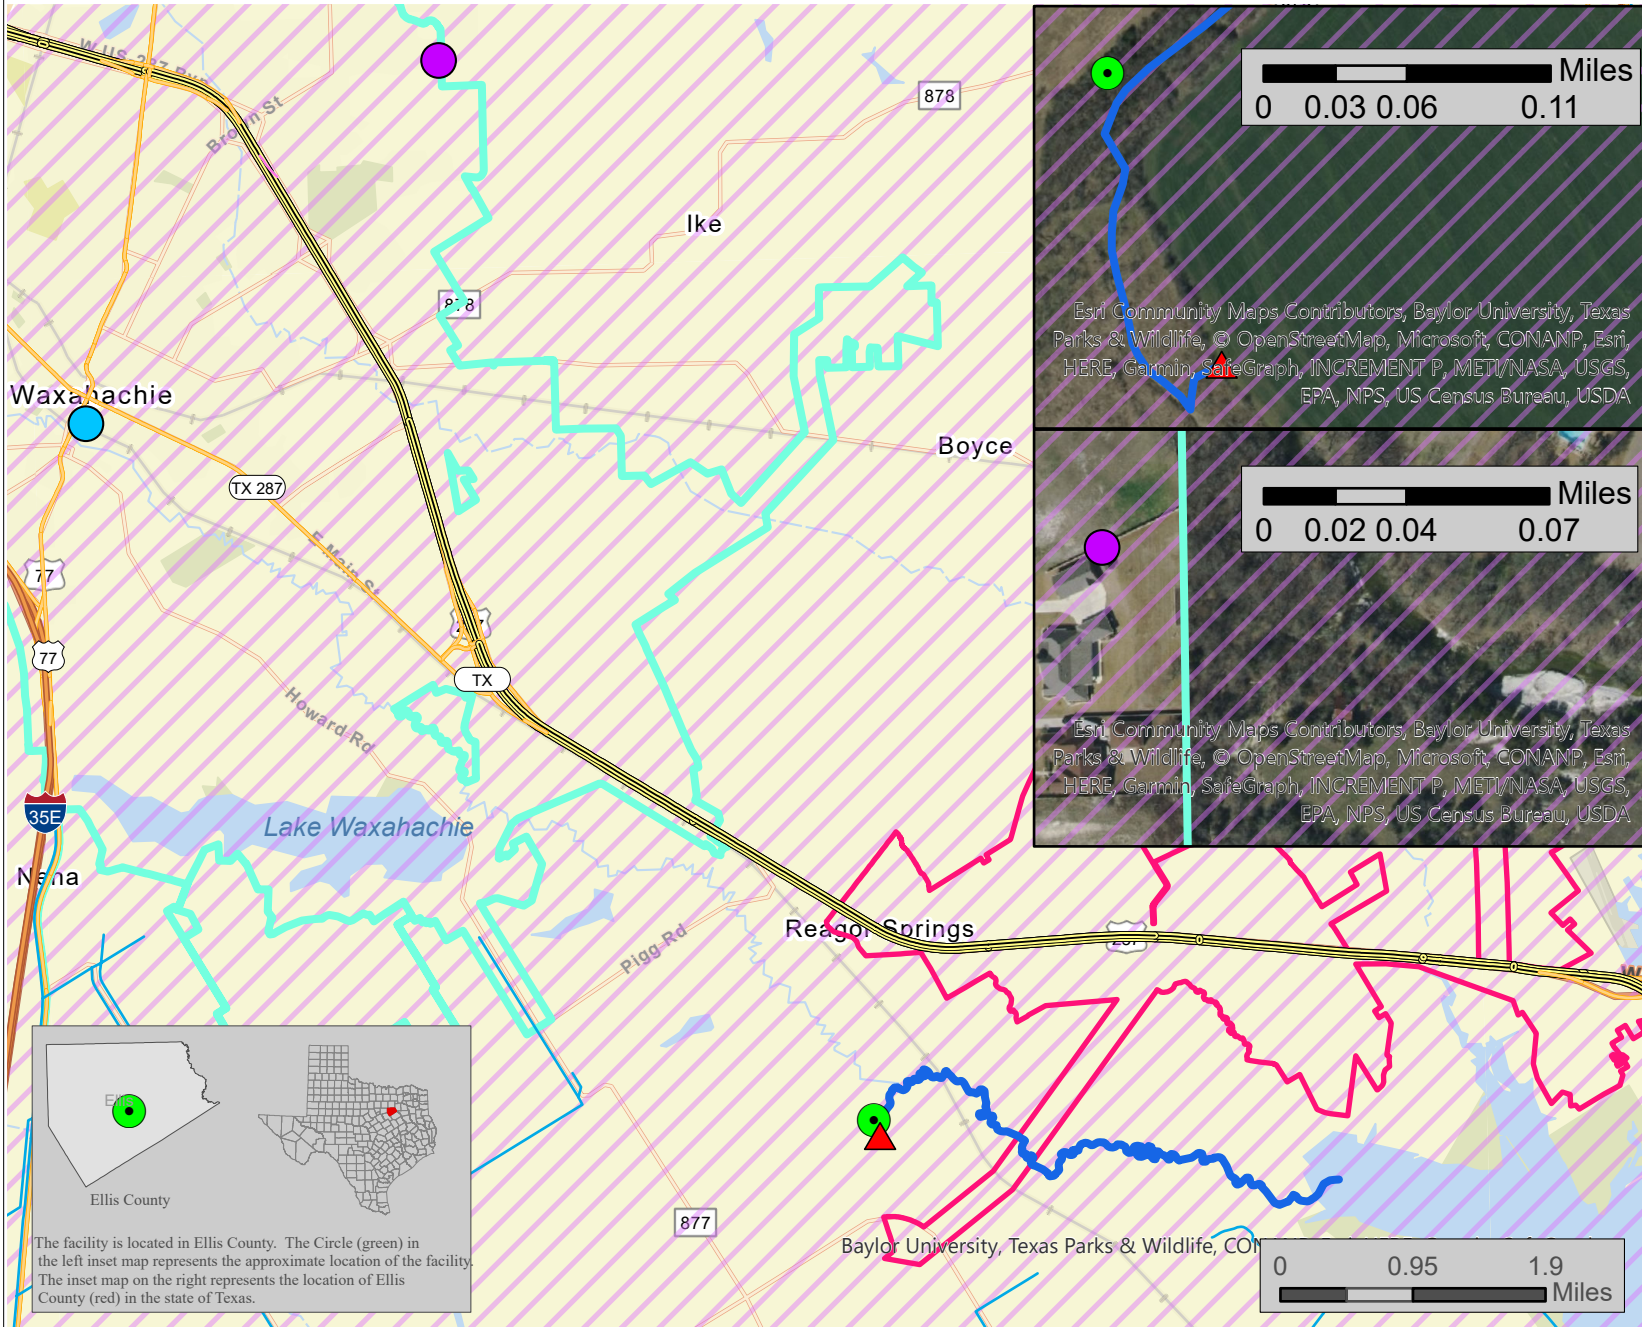 W US 287 Byp
Brown St
878
Ike
878
Waxahachie
Boyce
TX 287
E Main St
77
77
287
TX
Howard Rd
35E
Lake Waxahachie
Nena
Reagor Springs
287
Pigg Rd
877
Miles
0 0.03 0.06 0.11
Esri Community Maps Contributors, Baylor University, Texas
Parks & Wildlife, © OpenStreetMap, Microsoft, CONANP, Esri,
HERE, Garmin, SafeGraph, INCREMENT P, METI/NASA, USGS,
EPA, NPS, US Census Bureau, USDA
Miles
0 0.02 0.04 0.07
Esri Community Maps Contributors, Baylor University, Texas
Parks & Wildlife, © OpenStreetMap, Microsoft, CONANP, Esri,
HERE, Garmin, SafeGraph, INCREMENT P, METI/NASA, USGS,
EPA, NPS, US Census Bureau, USDA
Ellis
Ellis County
The facility is located in Ellis County. The Circle (green) in
the left inset map represents the approximate location of the facility.
The inset map on the right represents the location of Ellis
County (red) in the state of Texas.
Baylor University, Texas Parks & Wildlife, CON
0 0.95 1.9
Miles